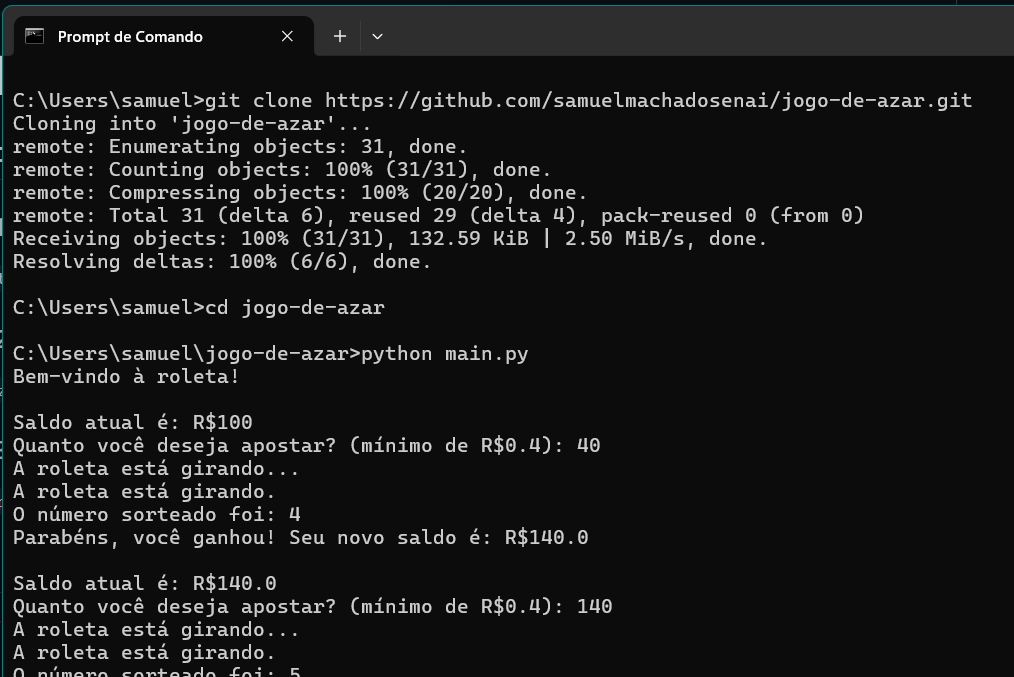 Prompt de Comando
C:\Users\samuel>git clone https://github.com/samuelmachadosenai/jogo-de-azar.git
Cloning into 'jogo-de-azar'...
remote: Enumerating objects: 31, done.
remote: Counting objects: 100% (31/31), done.
remote: Compressing objects: 100% (20/20), done.
remote: Total 31 (delta 6), reused 29 (delta 4), pack-reused 0 (from 0)
Receiving objects: 100% (31/31), 132.59 KiB | 2.50 MiB/s, done.
Resolving deltas: 100% (6/6), done.
C:\Users\samuel>cd jogo-de-azar
C:\Users\samuel\jogo-de-azar>python main.py
Bem-vindo à roleta!
Saldo atual é: R$100
Quanto você deseja apostar? (mínimo de R$0.4): 40
A roleta está girando...
A roleta está girando.
O número sorteado foi: 4
Parabéns, você ganhou! Seu novo saldo é: R$140.0
Saldo atual é: R$140.0
Quanto você deseja apostar? (mínimo de R$0.4): 140
A roleta está girando...
A roleta está girando.
O número sorteado foi: 5